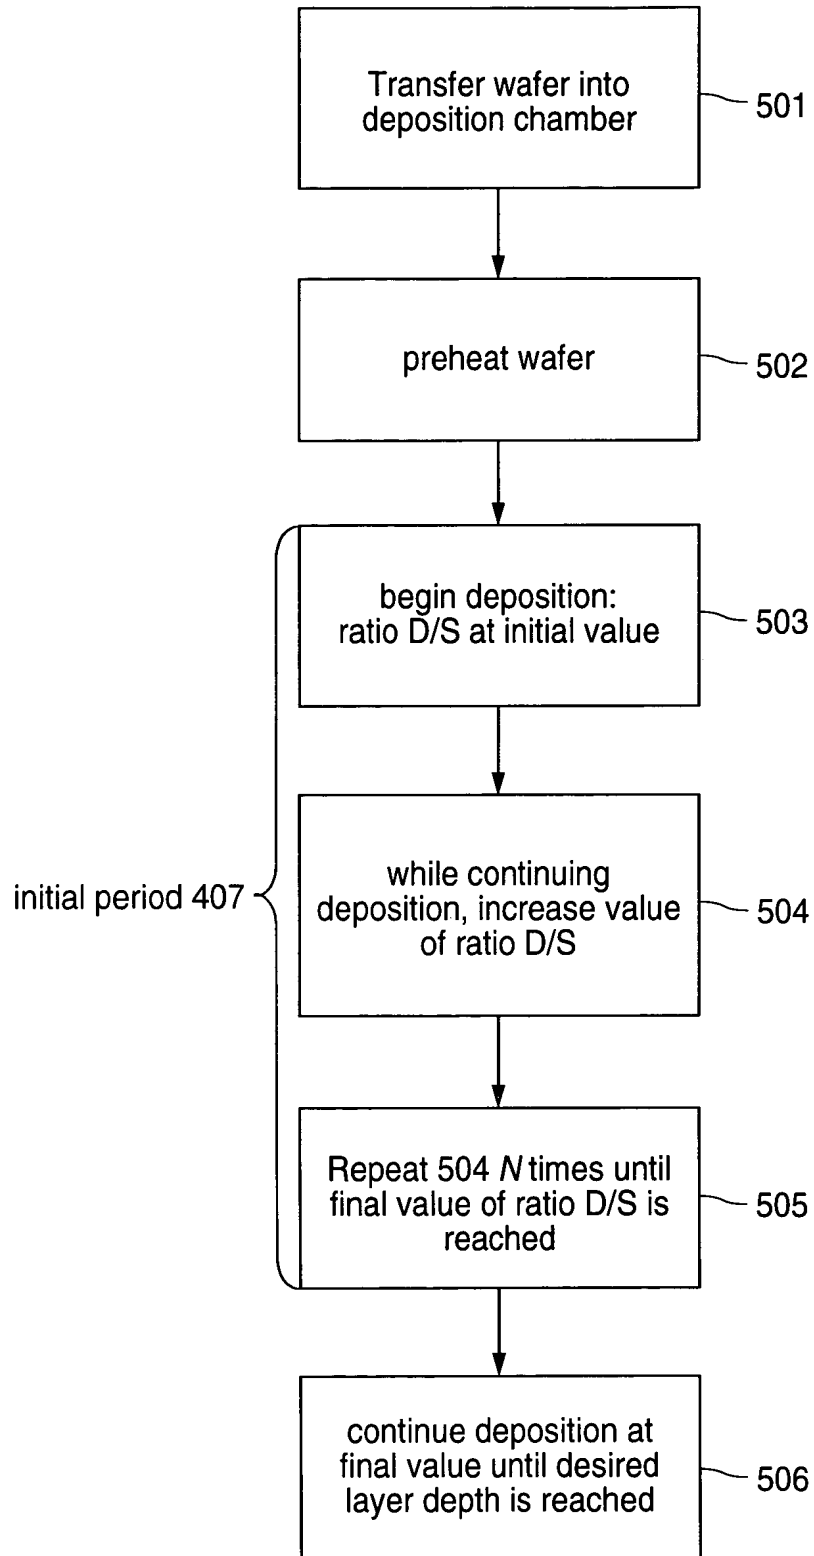 Transfer wafer into
deposition chamber
501
preheat wafer
502
begin deposition:
ratio D/S at initial value
503
initial period 407
while continuing
deposition, increase value
of ratio D/S
504
Repeat 504 N times until
final value of ratio D/S is
reached
505
continue deposition at
final value until desired
layer depth is reached
506